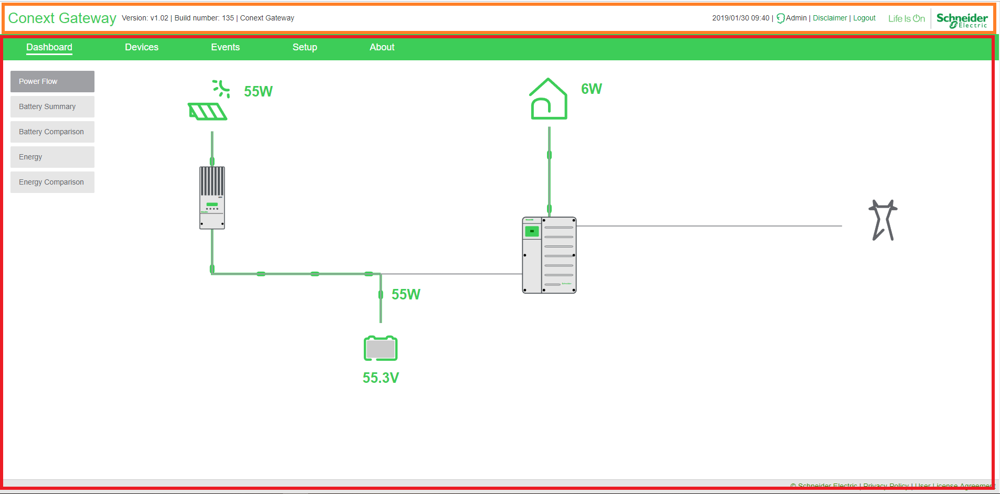 Conext Gateway Version: v1.02 | Build number: 135 | Conext Gateway
2019/01/30 09:40 | Admin | Disclaimer | Logout
Life Is On
Schneider
Electric
Dashboard Devices Events Setup About
Power Flow
Battery Summary
Battery Comparison
Energy
Energy Comparison
55W
6W
55W
55.3V
Schneider
© Schneider Electric | Privacy Policy | User License Agreement